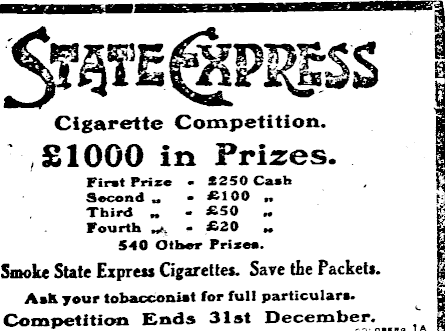 STATE EXPRESS
Cigarette Competition.
£1000 in Prizes.
First Prize - £250 Cash
Second „ - £100 „
Third „ - £50 „
Fourth „ - £20 „
540 Other Prizes.
Smoke State Express Cigarettes. Save the Packets.
Ask your tobacconist for full particulars.
Competition Ends 31st December.
1A